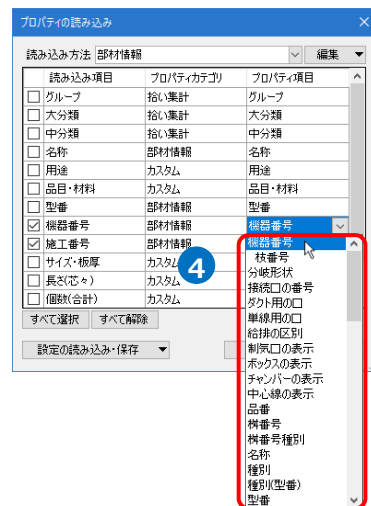 プロパティの読み込み
読み込み方法 部材情報 編集
読み込み項目 プロパティカテゴリ プロパティ項目
グループ 拾い集計 グループ
大分類 拾い集計 大分類
中分類 拾い集計 中分類
名称 部材情報 名称
用途 カスタム 用途
品目・材料 カスタム 品目・材料
型番 部材情報 型番
機器番号 部材情報 機器番号
施工番号 部材情報 機器番号
サイズ・板厚 カスタム
長さ(芯々) カスタム
個数(合計) カスタム
4
枝番号
分岐形状
接続口の番号
ダクト用の口
単線用の口
給排の区別
制気口の表示
ボックスの表示
チャンバーの表示
中心線の表示
品番
桝番号
桝番号種別
名称
種別
種別(型番)
型番
すべて選択 すべて解除
設定の読み込み・保存